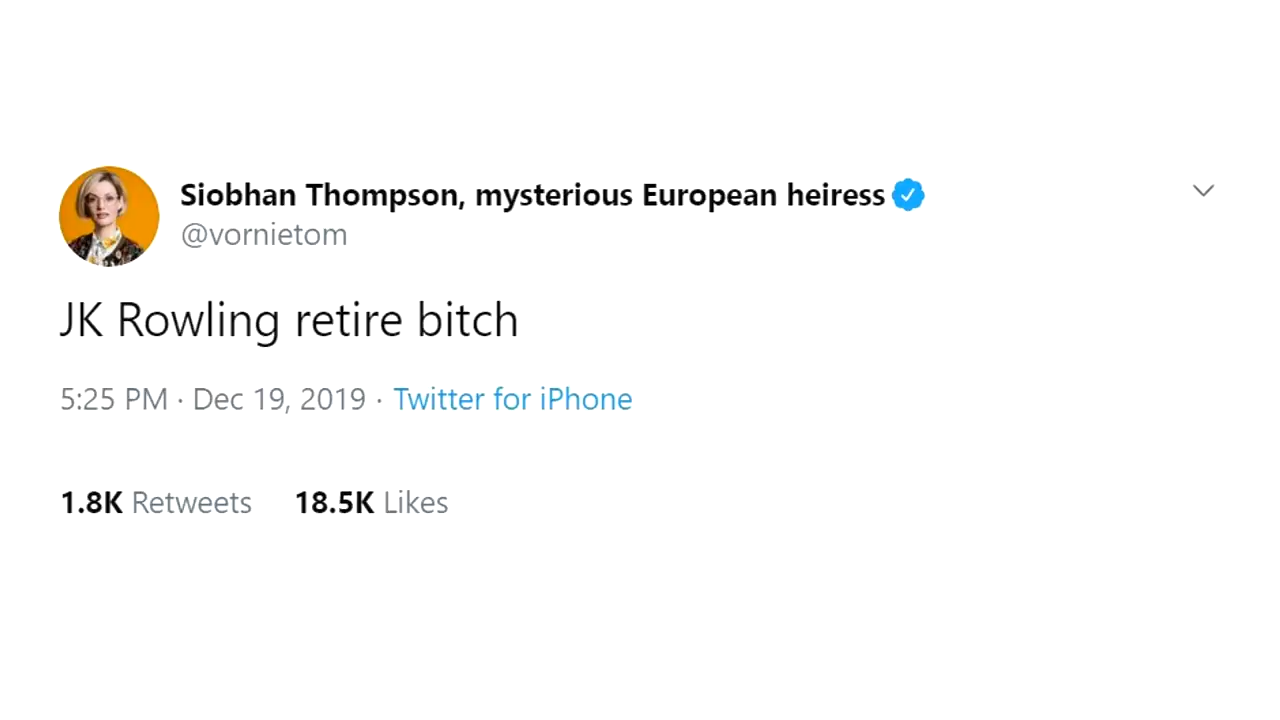 Siobhan Thompson, mysterious European heiress
@vornietom
JK Rowling retire bitch
5:25 PM · Dec 19, 2019 · Twitter for iPhone
1.8K Retweets 18.5K Likes